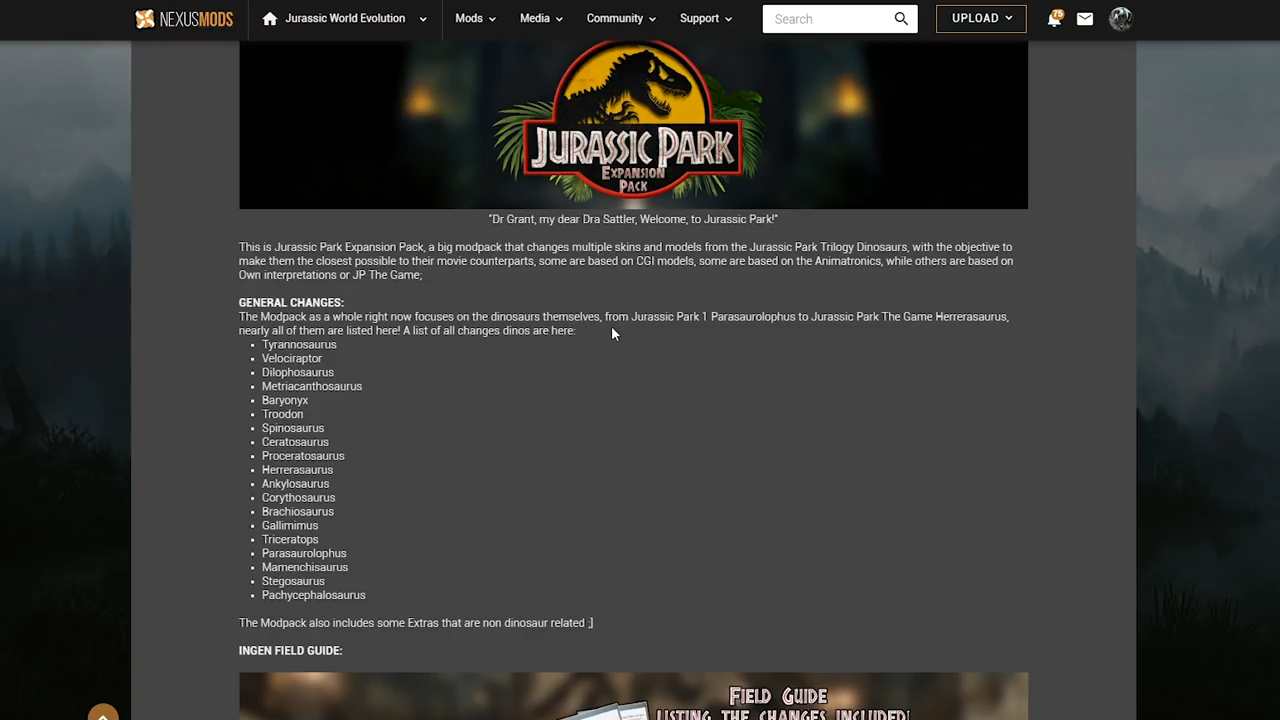 NEXUSMODS Jurassic World Evolution Mods Media Community Support Search UPLOAD 75
JURASSIC PARK
EXPANSION
PACK
"Dr Grant, my dear Dra Sattler, Welcome, to Jurassic Park!"
This is Jurassic Park Expansion Pack, a big modpack that changes multiple skins and models from the Jurassic Park Trilogy Dinosaurs, with the objective to
make them the closest possible to their movie counterparts, some are based on CGI models, some are based on the Animatronics, while others are based on
Own interpretations or JP The Game;
GENERAL CHANGES:
The Modpack as a whole right now focuses on the dinosaurs themselves, from Jurassic Park 1 Parasaurolophus to Jurassic Park The Game Herrerasaurus,
nearly all of them are listed here! A list of all changes dinos are here:
• Tyrannosaurus
• Velociraptor
• Dilophosaurus
• Metriacanthosaurus
• Baryonyx
• Troodon
• Spinosaurus
• Ceratosaurus
• Proceratosaurus
• Herrerasaurus
• Ankylosaurus
• Corythosaurus
• Brachiosaurus
• Gallimimus
• Triceratops
• Parasaurolophus
• Mamenchisaurus
• Stegosaurus
• Pachycephalosaurus
The Modpack also includes some Extras that are non dinosaur related ;]
INGEN FIELD GUIDE:
FIELD GUIDE
LISTING THE CHANGES INCLUDED!